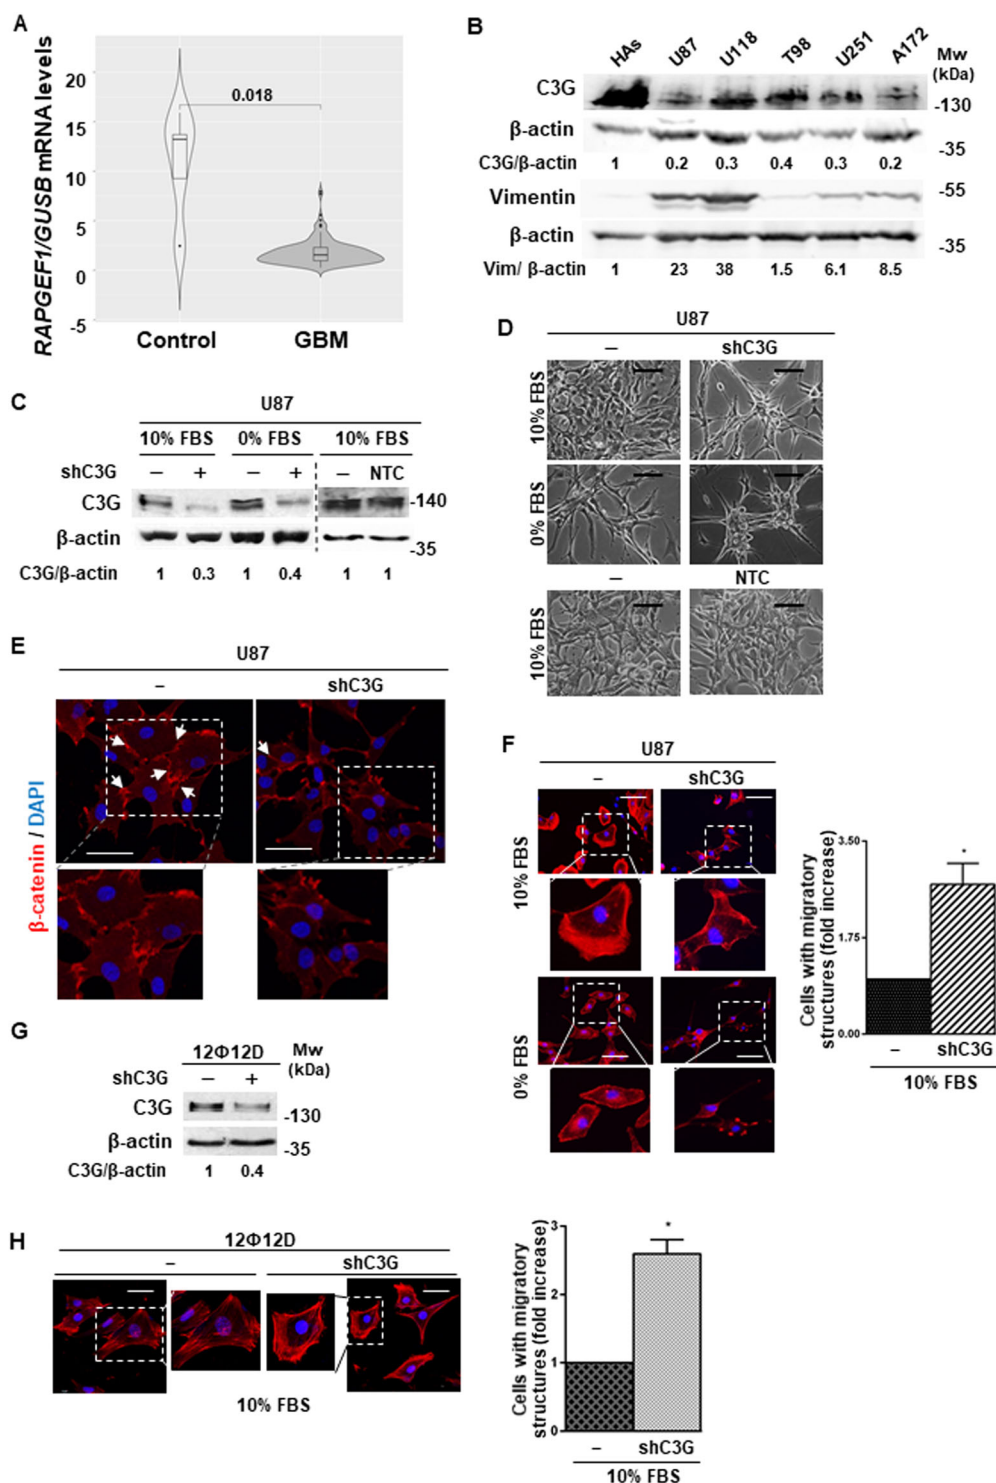 A
RAPGEF1/GUSB mRNA levels
20
15
10
5
0
-5
0.018
Control GBM
B
HAs U87 U118 T98 U251 A172 Mw
(kDa)
C3G
-130
β-actin
-35
C3G/β-actin 1 0.2 0.3 0.4 0.3 0.2
Vimentin
-55
β-actin
-35
Vim/ β-actin 1 23 38 1.5 6.1 8.5
C
U87
10% FBS 0% FBS 10% FBS
shC3G – + – + – NTC
C3G
-140
β-actin
-35
C3G/β-actin 1 0.3 1 0.4 1 1
D
U87
– shC3G
10% FBS
0% FBS
– NTC
10% FBS
E
U87
– shC3G
β-catenin / DAPI
F
U87
– shC3G
10% FBS
0% FBS
Cells with migratory
structures (fold increase)
3.50
1.75
0.00
*
– shC3G
10% FBS
G
12Φ12D Mw
(kDa)
shC3G – +
C3G
-130
β-actin
-35
C3G/β-actin 1 0.4
H
12Φ12D
– shC3G
10% FBS
Cells with migratory
structures (fold increase)
3
2
1
0
*
– shC3G
10% FBS